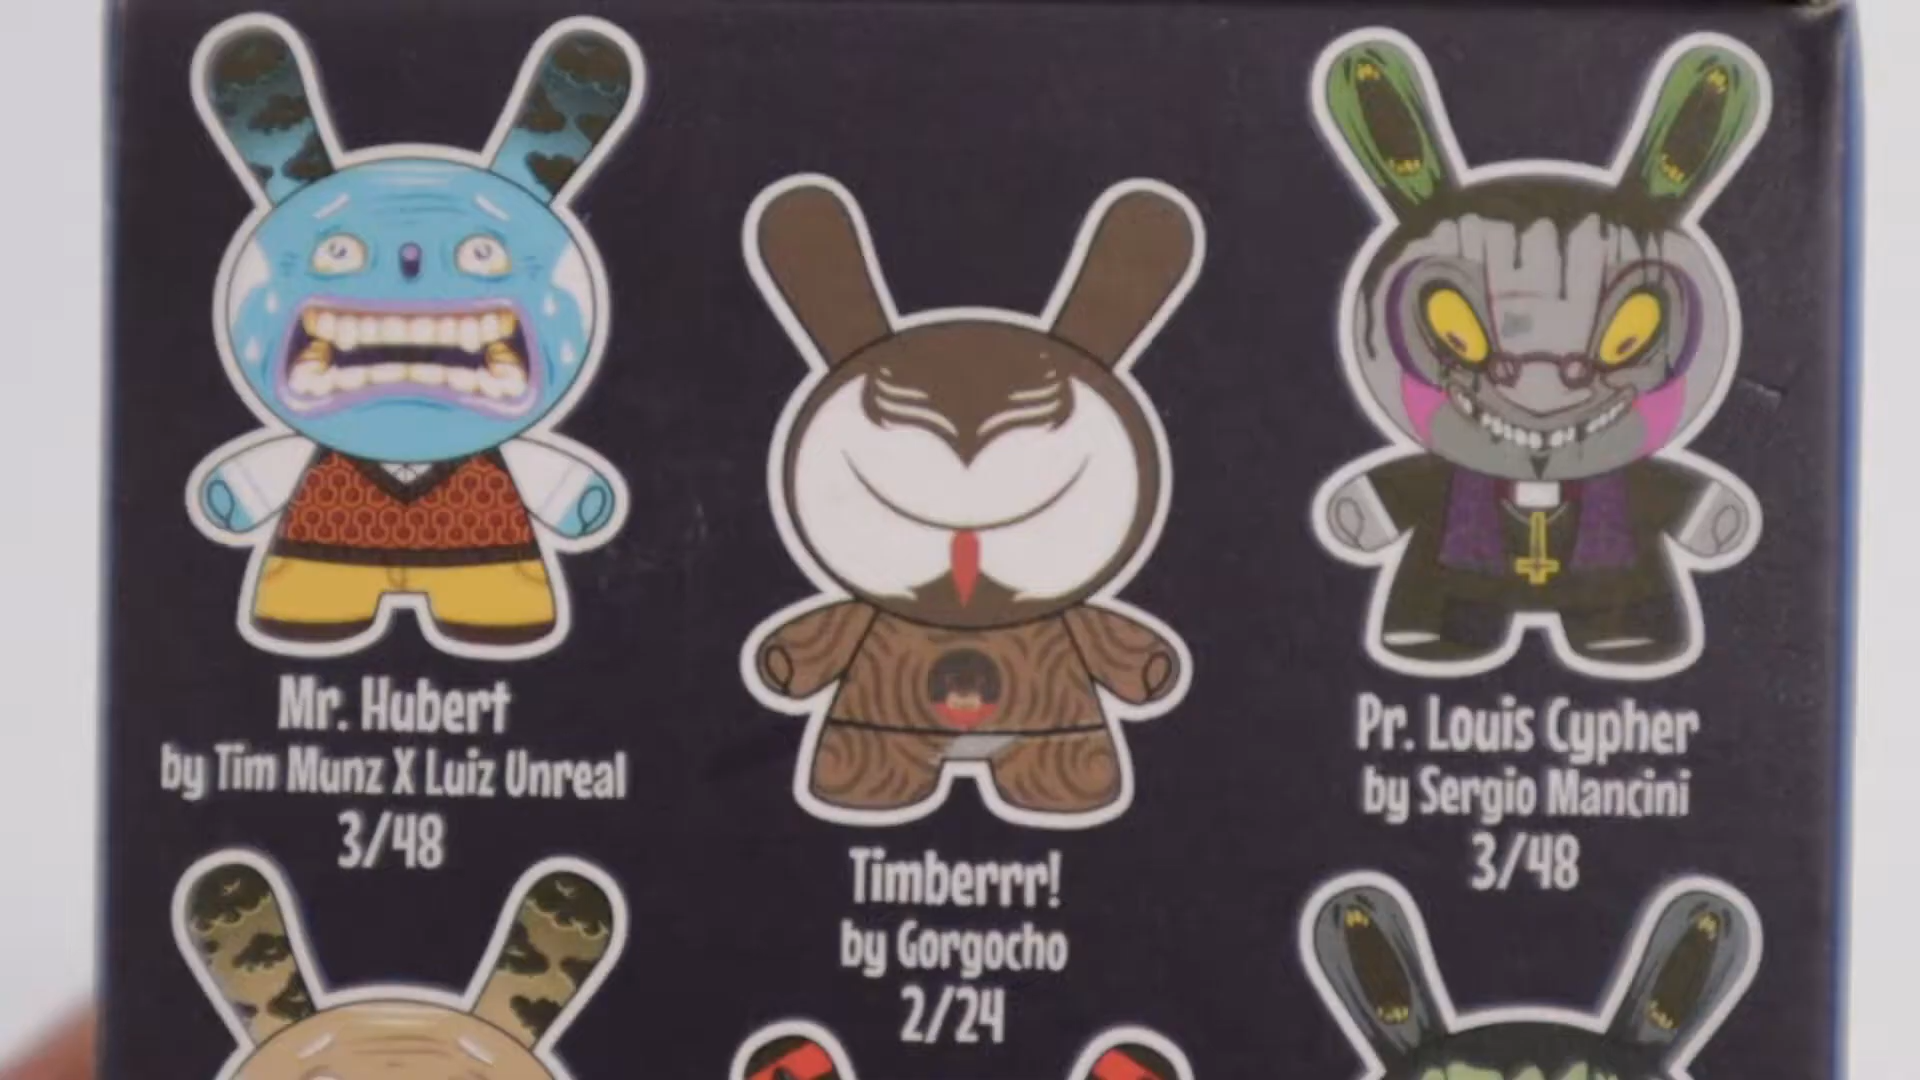 Mr. Hubert
by Tim Munz X Luiz Unreal
3/48
Timberrr!
by Gorgocho
2/24
Pr. Louis Cypher
by Sergio Mancini
3/48